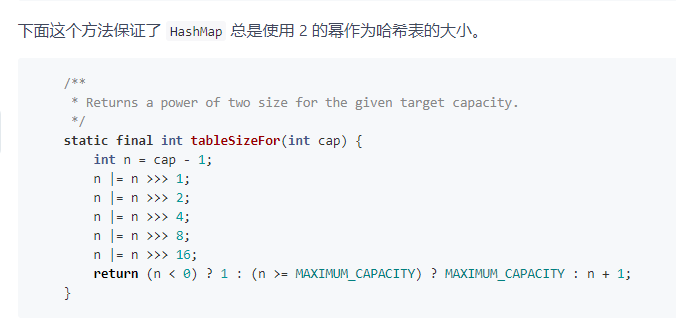 下面这个方法保证了 HashMap 总是使用 2 的幂作为哈希表的大小。
/**
 * Returns a power of two size for the given target capacity.
 */
static final int tableSizeFor(int cap) {
    int n = cap - 1;
    n |= n >>> 1;
    n |= n >>> 2;
    n |= n >>> 4;
    n |= n >>> 8;
    n |= n >>> 16;
    return (n < 0) ? 1 : (n >= MAXIMUM_CAPACITY) ? MAXIMUM_CAPACITY : n + 1;
}